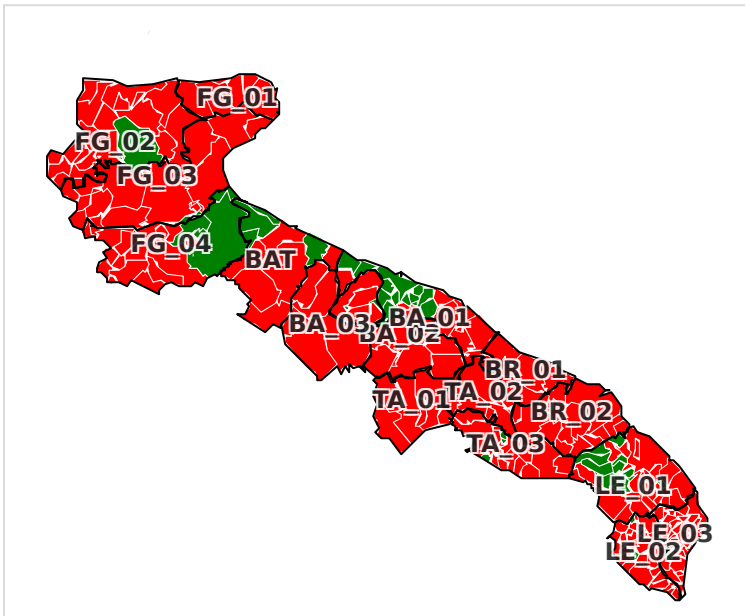 FG_01
FG_02
FG_03
FG_04
BAT
BA_01
BA_03
BA_02
BR_01
TA_02
TA_01
BR_02
TA_03
LE_01
LE_03
LE_02